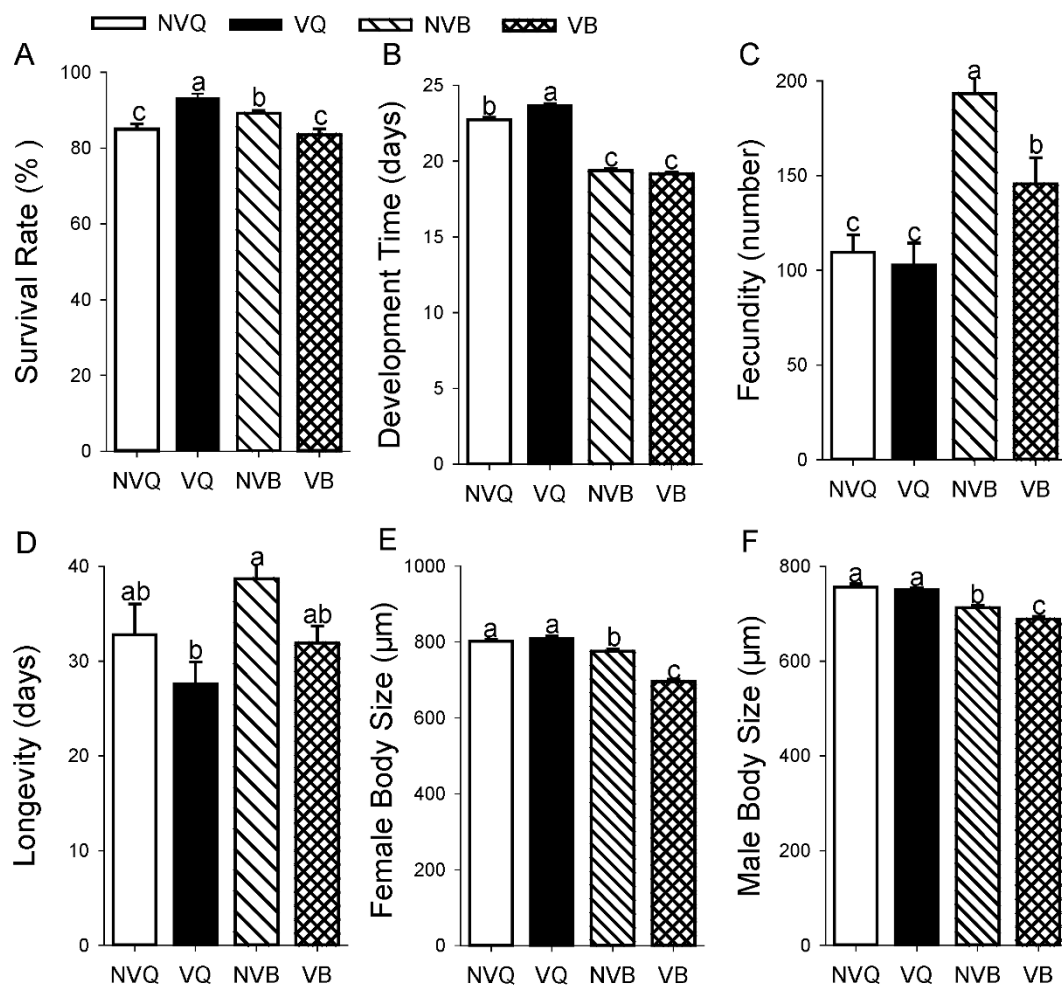 NVQ VQ NVB VB
A
Survival Rate (%)
100
80
60
40
20
0
c a b c
NVQ VQ NVB VB
B
Development Time (days)
25
20
15
10
5
0
b a c c
NVQ VQ NVB VB
C
Fecundity (number)
200
150
100
50
0
c c a b
NVQ VQ NVB VB
D
Longevity (days)
40
30
20
10
0
ab b a ab
NVQ VQ NVB VB
E
Female Body Size (µm)
1000
800
600
400
200
0
a a b c
NVQ VQ NVB VB
F
Male Body Size (µm)
800
600
400
200
0
a a b c
NVQ VQ NVB VB